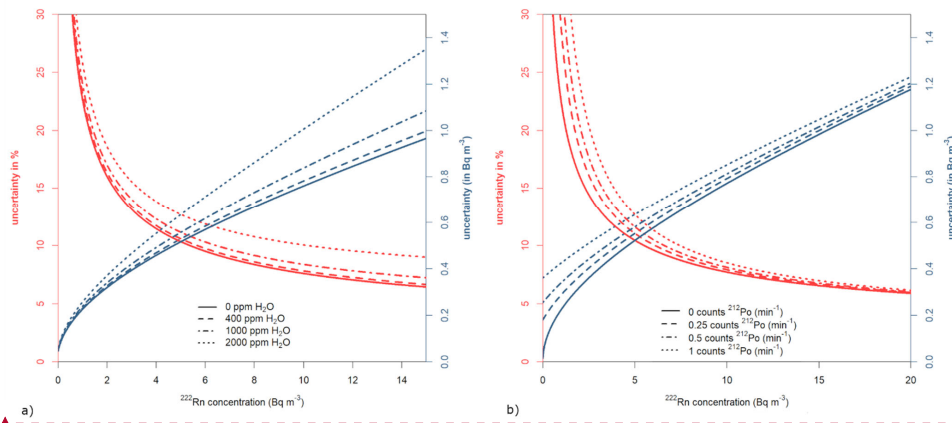 30
25
20
15
10
5
0
uncertainty in %
0 ppm H₂O
400 ppm H₂O
1000 ppm H₂O
2000 ppm H₂O
0 2 4 6 8 10 12 14
²²²Rn concentration (Bq m⁻³)
1.4
1.2
1.0
0.8
0.6
0.4
0.2
0.0
uncertainty (in Bq m⁻³)
a)
30
25
20
15
10
5
0
uncertainty in %
0 counts ²¹²Po (min⁻¹)
0.25 counts ²¹²Po (min⁻¹)
0.5 counts ²¹²Po (min⁻¹)
1 counts ²¹²Po (min⁻¹)
0 5 10 15 20
²²²Rn concentration (Bq m⁻³)
1.4
1.2
1.0
0.8
0.6
0.4
0.2
0.0
uncertainty (in Bq m⁻³)
b)